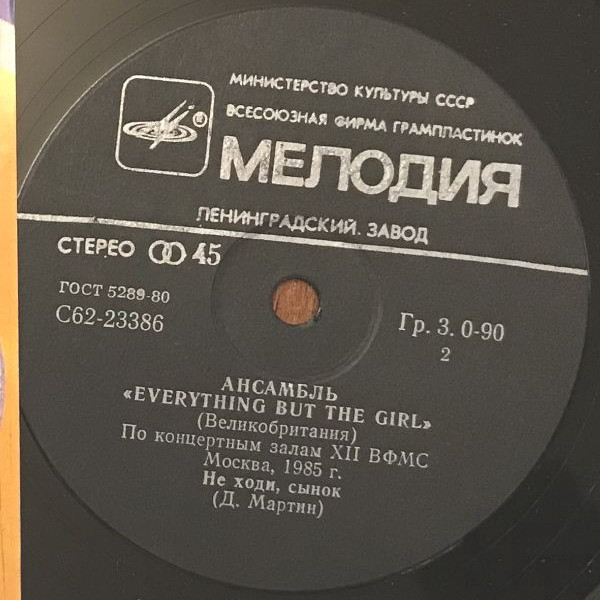 МИНИСТЕРСТВО КУЛЬТУРЫ СССР
ВСЕСОЮЗНАЯ ФИРМА ГРАМПЛАСТИНОК
®
МЕЛОДИЯ
ЛЕНИНГРАДСКИЙ ЗАВОД
СТЕРЕО 45
ГОСТ 5289-80
С62-23386
Гр. 3. 0-90
2
АНСАМБЛЬ
«EVERYTHING BUT THE GIRL»
(Великобритания)
По концертным залам XII ВФМС
Москва, 1985 г.
Не ходи, сынок
(Д. Мартин)